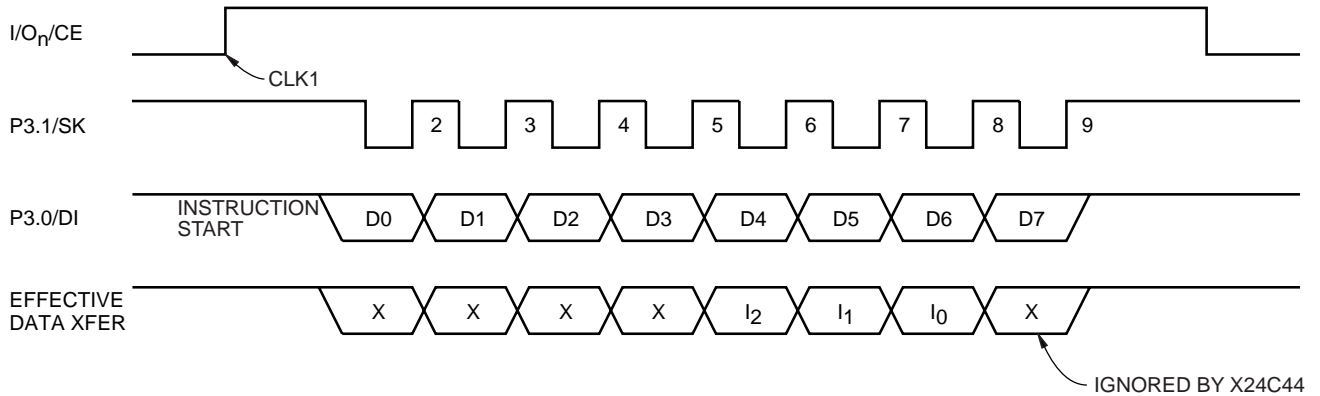 I/On/CE
CLK1
P3.1/SK
2 3 4 5 6 7 8 9
P3.0/DI
INSTRUCTION
START
D0 D1 D2 D3 D4 D5 D6 D7
EFFECTIVE
DATA XFER
X X X X I2 I1 I0 X
IGNORED BY X24C44